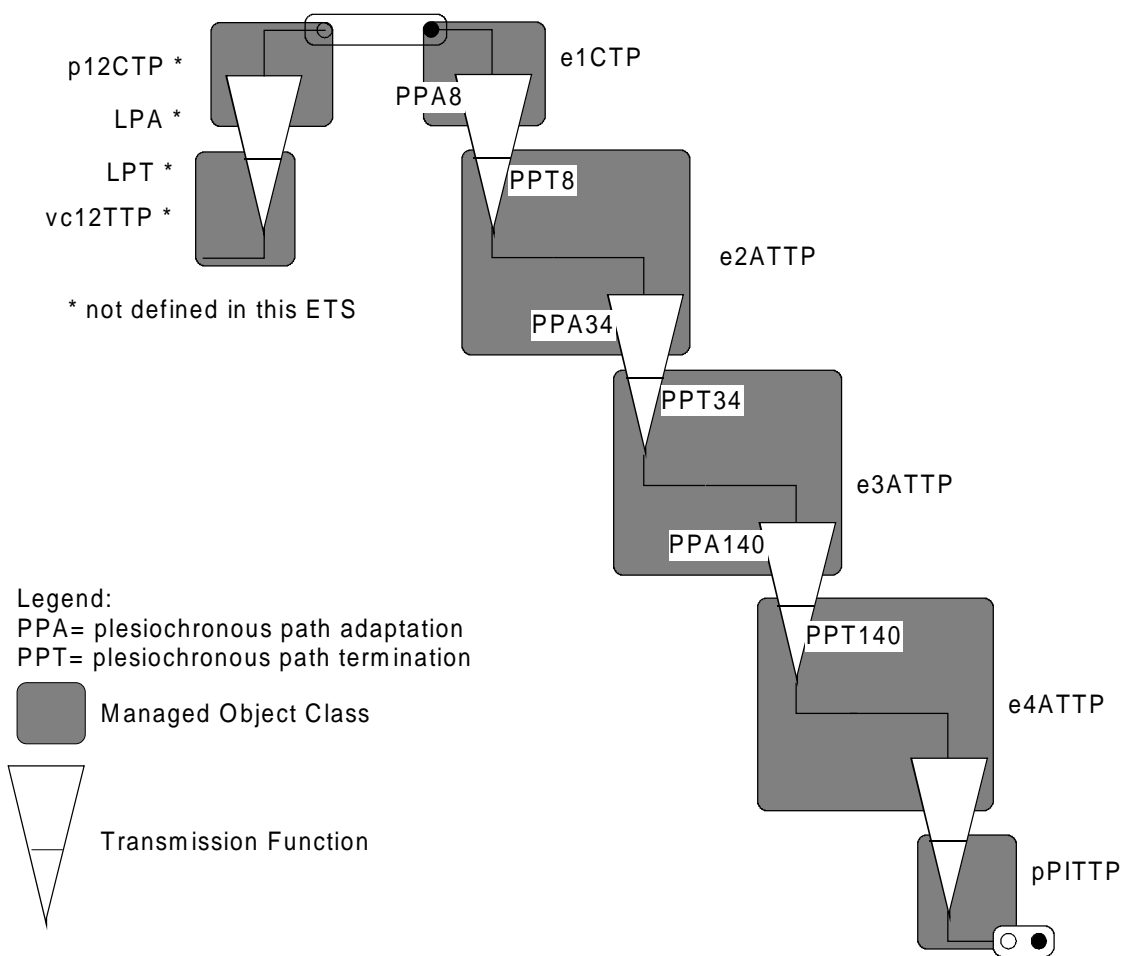 p12CTP *
e1CTP
PPA8
LPA *
LPT *
PPT8
vc12TTP *
e2ATTP
* not defined in this ETS
PPA34
PPT34
e3ATTP
PPA140
Legend:
PPA= plesiochronous path adaptation
PPT= plesiochronous path termination
PPT140
Managed Object Class
e4ATTP
Transmission Function
pPITTP